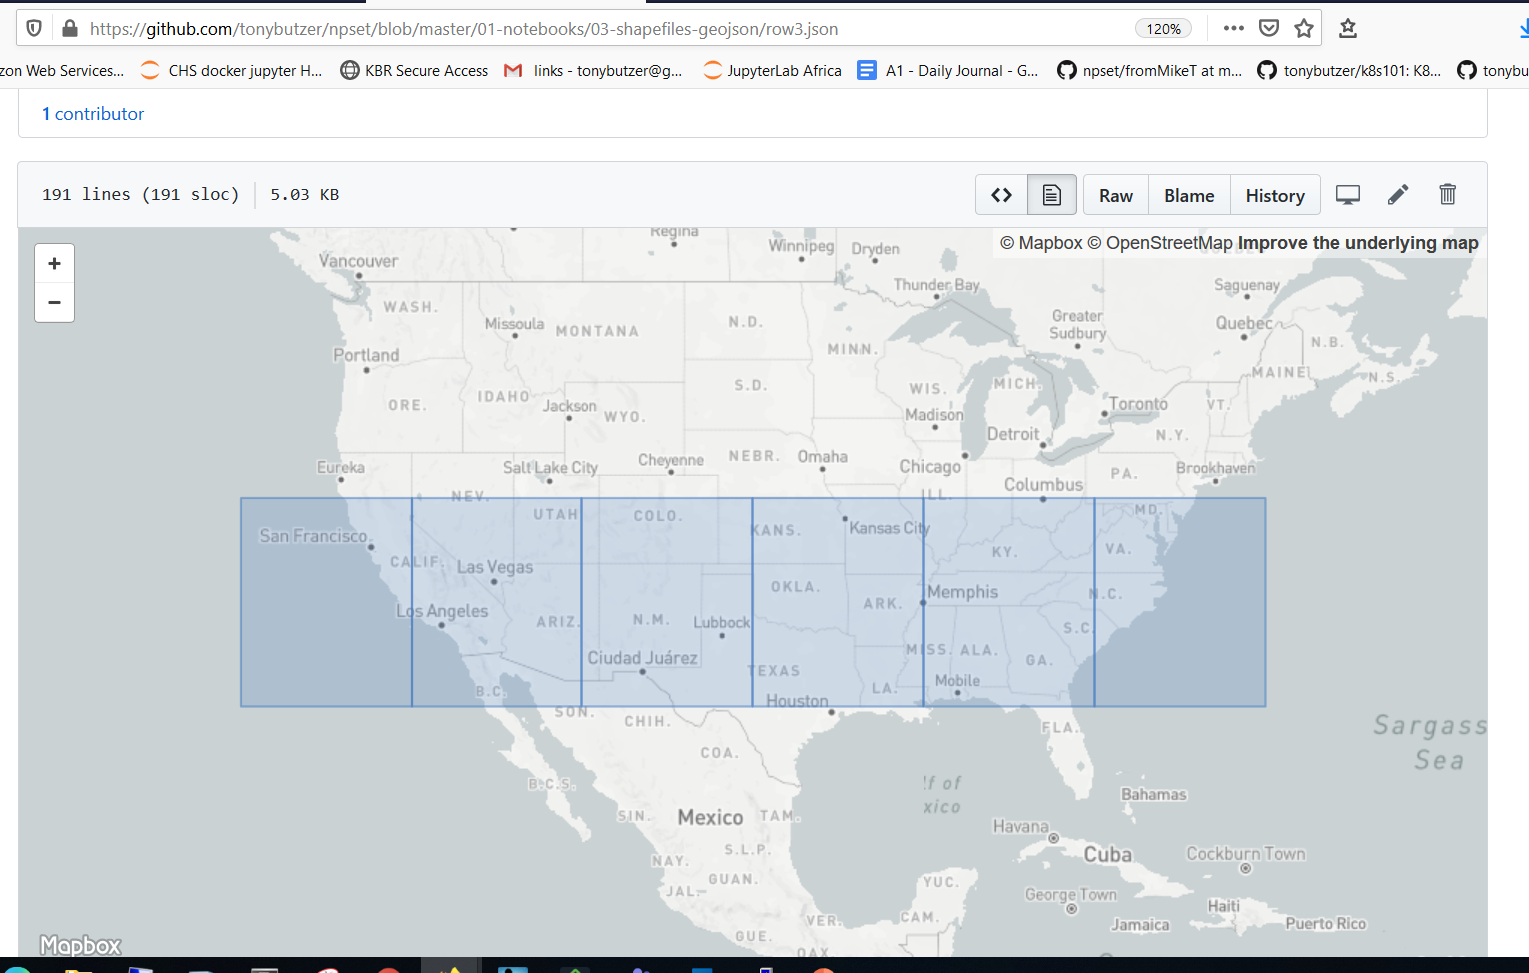 https://github.com/tonybutzer/npset/blob/master/01-notebooks/03-shapefiles-geojson/row3.json
120%
zon Web Services...
CHS docker jupyter H...
KBR Secure Access
links - tonybutzer@g...
JupyterLab Africa
A1 - Daily Journal - G...
npset/fromMikeT at m...
tonybutzer/k8s101: K8...
tonybu
1 contributor
191 lines (191 sloc)
5.03 KB
Raw
Blame
History
+
−
© Mapbox © OpenStreetMap Improve the underlying map
Regina
Winnipeg
Dryden
Vancouver
Thunder Bay
Saguenay
WASH.
Missoula
MONTANA
N.D.
Greater
Sudbury
Quebec
N.B.
Portland
MINN.
MAINE
N.S.
IDAHO
S.D.
WIS.
MICH.
ORE.
Jackson
WYO.
Madison
Toronto
VT.
Detroit
N.Y.
Eureka
Salt Lake City
Cheyenne
NEBR.
Omaha
Chicago
PA.
Brookhaven
Columbus
NEV.
ILL.
UTAH
COLO.
MD.
San Francisco
KANS.
Kansas City
KY.
VA.
CALIF.
Las Vegas
OKLA.
ARK.
Memphis
N.C.
Los Angeles
ARIZ.
N.M.
Lubbock
S.C.
MISS.
ALA.
GA.
Ciudad Juárez
TEXAS
Mobile
B.C.
LA.
Houston
SON.
CHIH.
FLA.
Sargass
Sea
COA.
B.C.S.
lf of
xico
Bahamas
SIN.
Mexico
TAM.
Havana
S.L.P.
Cuba
Cockburn Town
NAY.
GUAN.
YUC.
JAL.
George Town
Haiti
VER.
CAM.
Jamaica
Puerto Rico
GUE.
OAX.
Mapbox